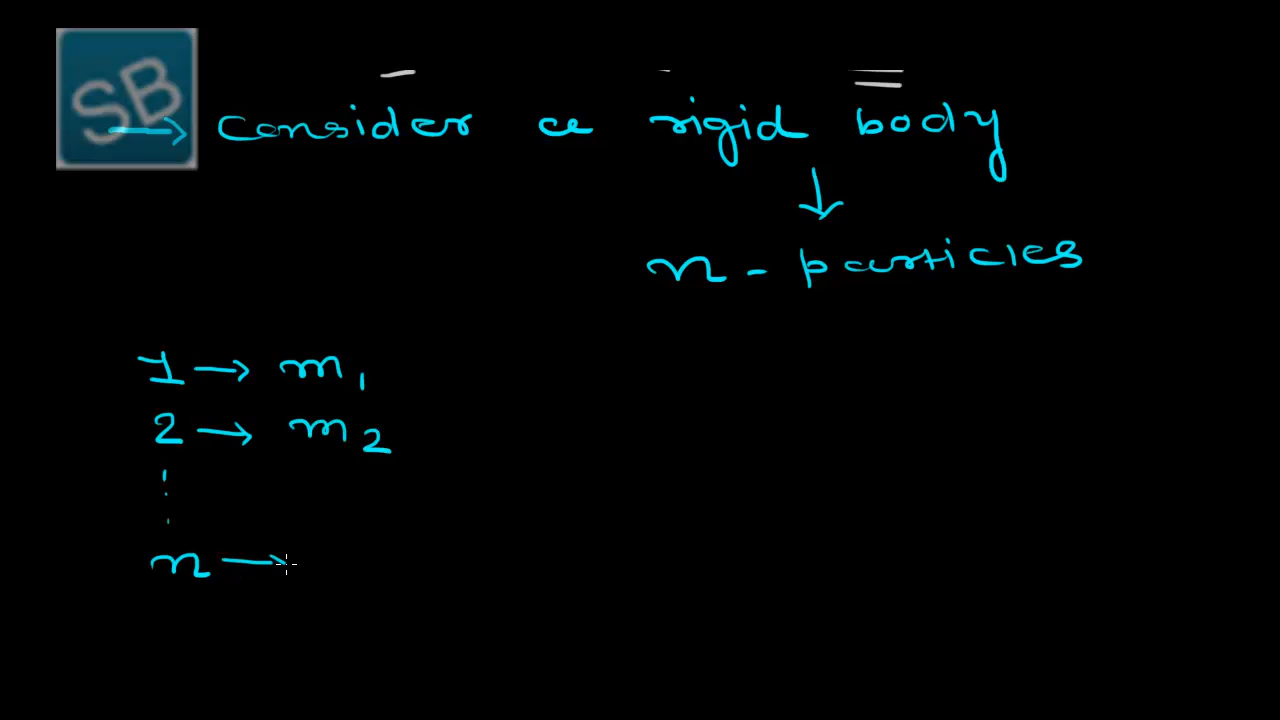 SB
→ consider a rigid body
↓
n - particles
1 → m₁
2 → m₂
⋮
n →